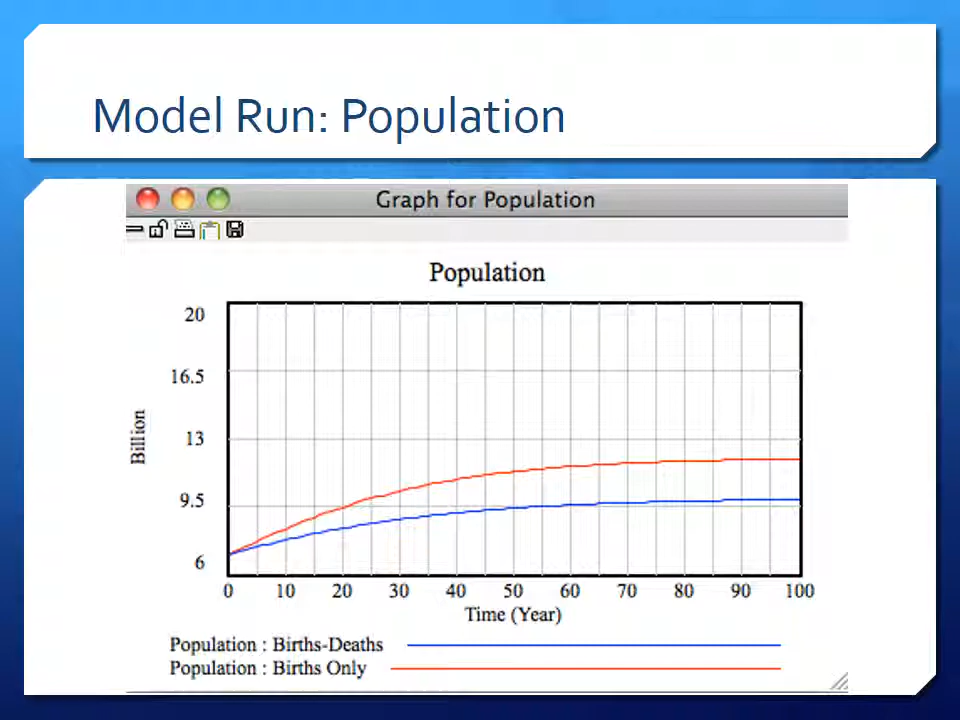 Model Run: Population
Graph for Population
Population
20
16.5
13
9.5
6
Billion
0 10 20 30 40 50 60 70 80 90 100
Time (Year)
Population : Births-Deaths
Population : Births Only